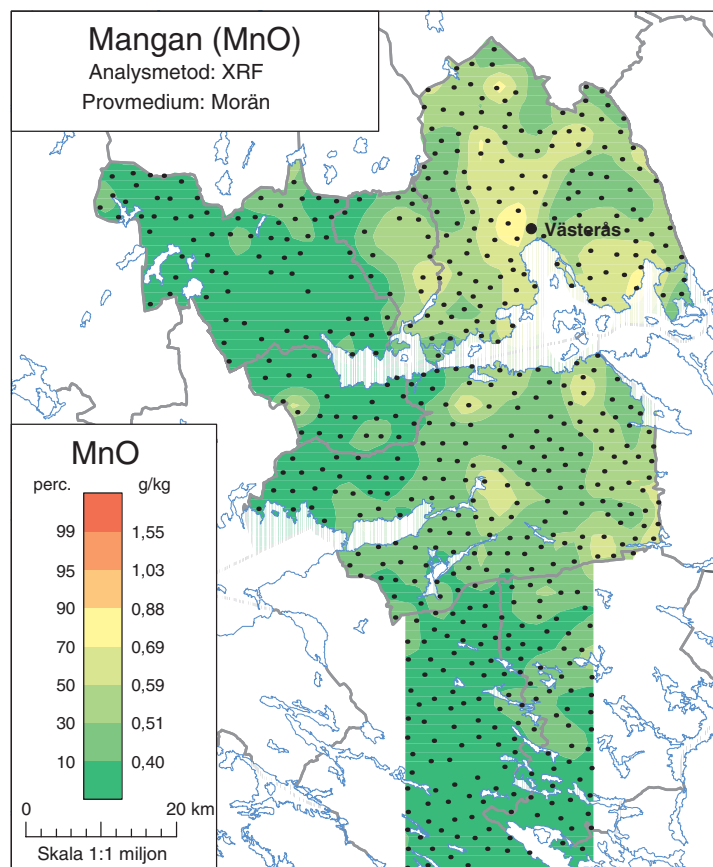 Mangan (MnO)
Analysmetod: XRF
Provmedium: Morän
Västerås
MnO
perc. g/kg
99 1,55
95 1,03
90 0,88
70 0,69
50 0,59
30 0,51
10 0,40
0 20 km
Skala 1:1 miljon